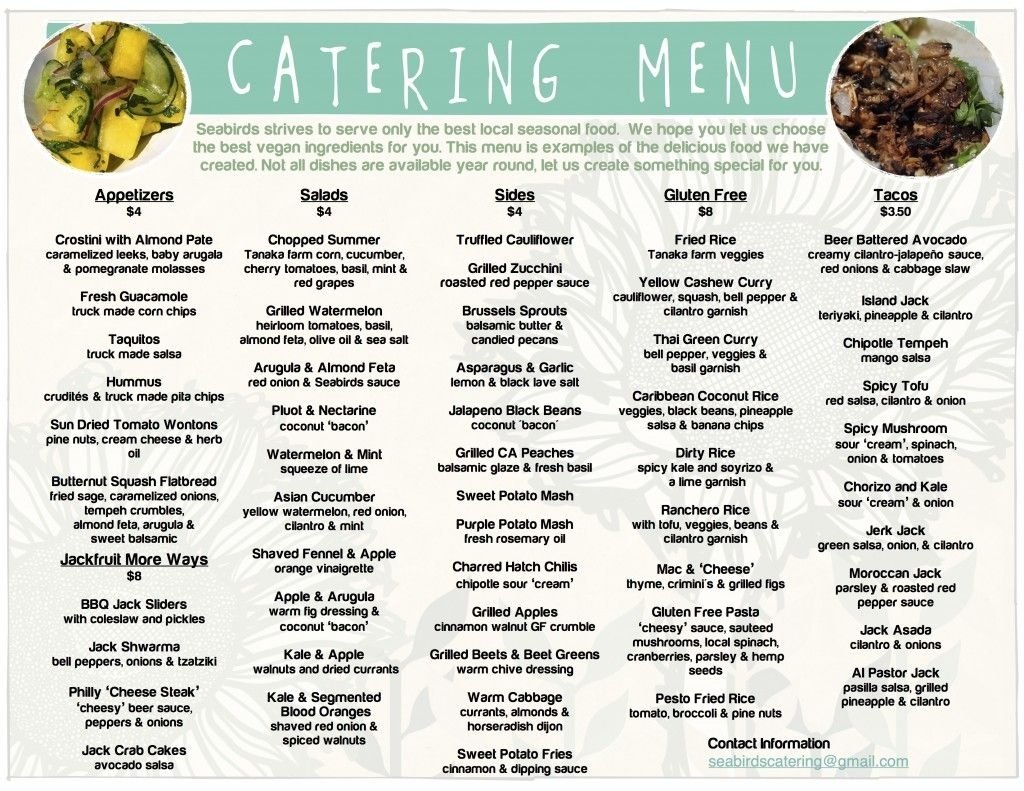 CATERING MENU
Seabirds strives to serve only the best local seasonal food. We hope you let us choose
the best vegan ingredients for you. This menu is examples of the delicious food we have
created. Not all dishes are available year round, let us create something special for you.
Appetizers
$4
Crostini with Almond Pate
caramelized leeks, baby arugala
& pomegranate molasses
Fresh Guacamole
truck made corn chips
Taquitos
truck made salsa
Hummus
crudités & truck made pita chips
Sun Dried Tomato Wontons
pine nuts, cream cheese & herb
oil
Butternut Squash Flatbread
fried sage, caramelized onions,
tempeh crumbles,
almond feta, arugula &
sweet balsamic
Jackfruit More Ways
$8
BBQ Jack Sliders
with coleslaw and pickles
Jack Shwarma
bell peppers, onions & tzatziki
Philly ‘Cheese Steak’
‘cheesy’ beer sauce,
peppers & onions
Jack Crab Cakes
avocado salsa
Salads
$4
Chopped Summer
Tanaka farm corn, cucumber,
cherry tomatoes, basil, mint &
red grapes
Grilled Watermelon
heirloom tomatoes, basil,
almond feta, olive oil & sea salt
Arugula & Almond Feta
red onion & Seabirds sauce
Pluot & Nectarine
coconut ‘bacon’
Watermelon & Mint
squeeze of lime
Asian Cucumber
yellow watermelon, red onion,
cilantro & mint
Shaved Fennel & Apple
orange vinaigrette
Apple & Arugula
warm fig dressing &
coconut ‘bacon’
Kale & Apple
walnuts and dried currants
Kale & Segmented
Blood Oranges
shaved red onion &
spiced walnuts
Sides
$4
Truffled Cauliflower
Grilled Zucchini
roasted red pepper sauce
Brussels Sprouts
balsamic butter &
candied pecans
Asparagus & Garlic
lemon & black lave salt
Jalapeno Black Beans
coconut ´bacon´
Grilled CA Peaches
balsamic glaze & fresh basil
Sweet Potato Mash
Purple Potato Mash
fresh rosemary oil
Charred Hatch Chilis
chipotle sour ‘cream’
Grilled Apples
cinnamon walnut GF crumble
Grilled Beets & Beet Greens
warm chive dressing
Warm Cabbage
currants, almonds &
horseradish dijon
Sweet Potato Fries
cinnamon & dipping sauce
Gluten Free
$8
Fried Rice
Tanaka farm veggies
Yellow Cashew Curry
cauliflower, squash, bell pepper &
cilantro garnish
Thai Green Curry
bell pepper, veggies &
basil garnish
Caribbean Coconut Rice
veggies, black beans, pineapple
salsa & banana chips
Dirty Rice
spicy kale and soyrizo &
a lime garnish
Ranchero Rice
with tofu, veggies, beans &
cilantro garnish
Mac & ‘Cheese’
thyme, crimini´s & grilled figs
Gluten Free Pasta
‘cheesy’ sauce, sauteed
mushrooms, local spinach,
cranberries, parsley & hemp
seeds
Pesto Fried Rice
tomato, broccoli & pine nuts
Tacos
$3.50
Beer Battered Avocado
creamy cilantro-jalapeño sauce,
red onions & cabbage slaw
Island Jack
teriyaki, pineapple & cilantro
Chipotle Tempeh
mango salsa
Spicy Tofu
red salsa, cilantro & onion
Spicy Mushroom
sour ‘cream’, spinach,
onion & tomatoes
Chorizo and Kale
sour ‘cream’ & onion
Jerk Jack
green salsa, onion, & cilantro
Moroccan Jack
parsley & roasted red
pepper sauce
Jack Asada
cilantro & onions
Al Pastor Jack
pasilla salsa, grilled
pineapple & cilantro
Contact Information
seabirdscatering@gmail.com